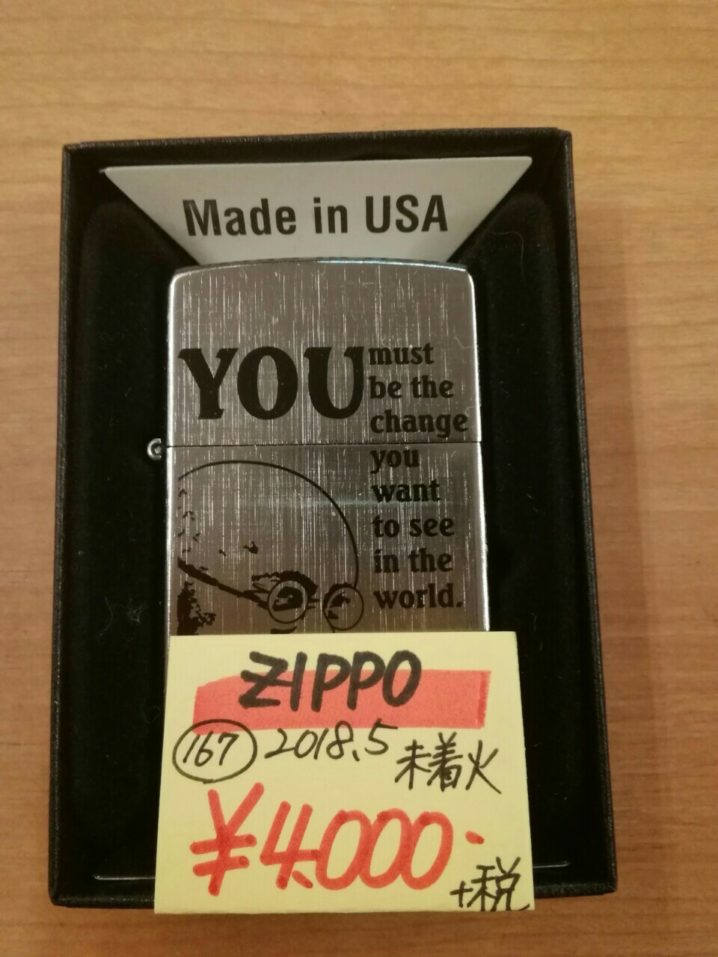 Made in USA
YOU must
be the
change
you
want
to see
in the
world.
ZIPPO
167 2018.5 未着火
¥4,000-
+税